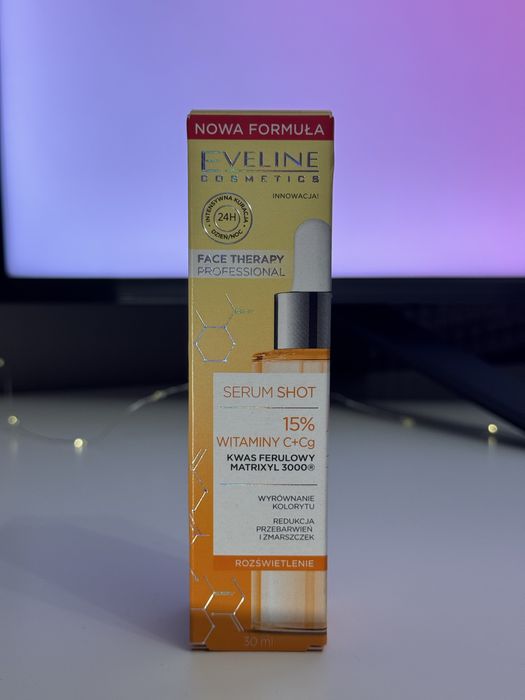 NOWA FORMUŁA
EVELINE
COSMETICS
INNOWACJA!
INTENSYWNA KURACJA
24H
DZIEŃ/NOC
FACE THERAPY
PROFESSIONAL
SERUM SHOT
15%
WITAMINY C+Cg
KWAS FERULOWY
MATRIXYL 3000®
WYRÓWNANIE
KOLORYTU
REDUKCJA
PRZEBARWIEŃ
I ZMARSZCZEK
ROZŚWIETLENIE
30 ml